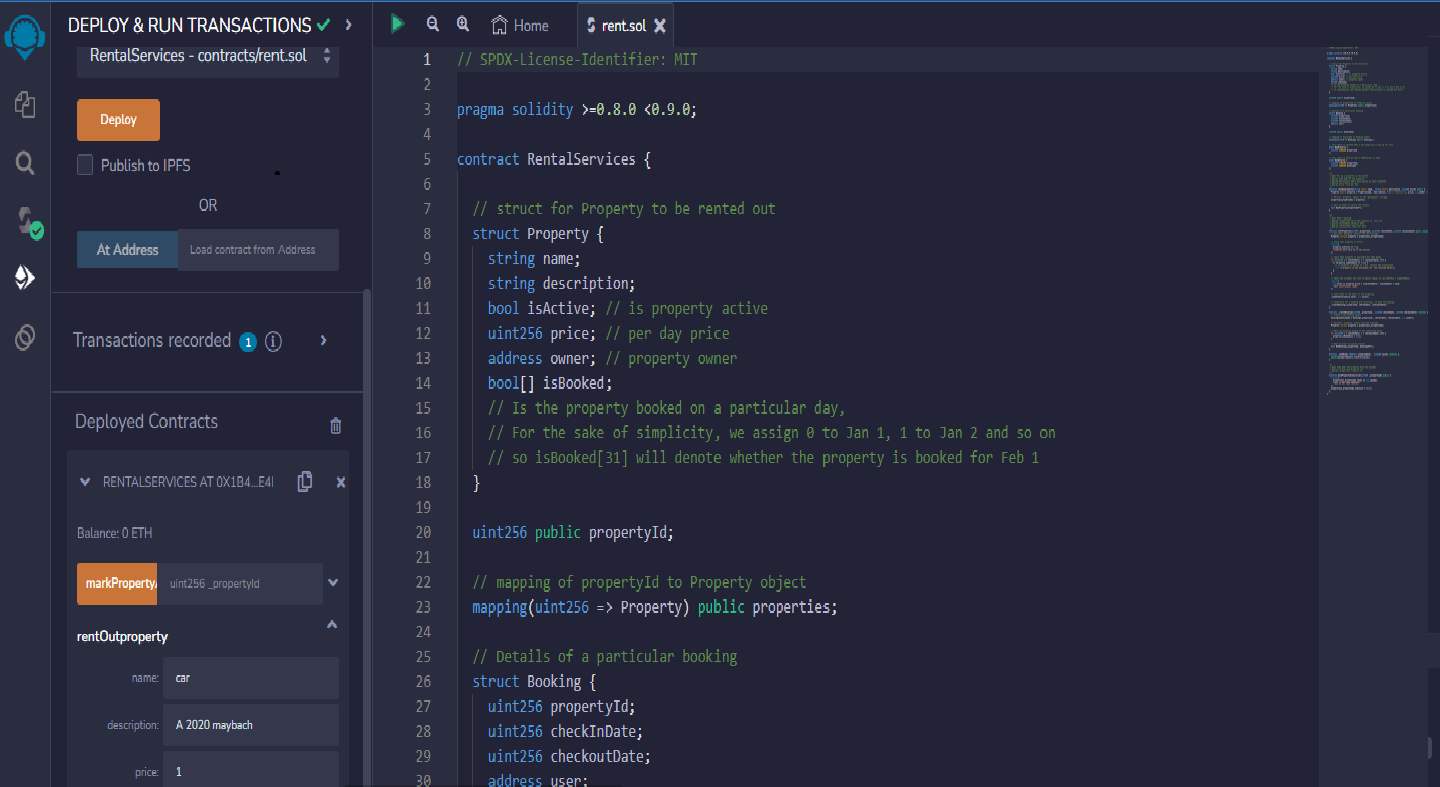 DEPLOY & RUN TRANSACTIONS
RentalServices - contracts/rent.sol
Deploy
Publish to IPFS
OR
At Address
Load contract from Address
Transactions recorded 1 i
Deployed Contracts
RENTALSERVICES AT 0X1B4...E4
Balance: 0 ETH
markProperty
uint256 _propertyId
rentOutproperty
name: car
description: A 2020 maybach
price: 1
Home
rent.sol
1 // SPDX-License-Identifier: MIT
2
3 pragma solidity >=0.8.0 <0.9.0;
4
5 contract RentalServices {
6
7 // struct for Property to be rented out
8 struct Property {
9 string name;
10 string description;
11 bool isActive; // is property active
12 uint256 price; // per day price
13 address owner; // property owner
14 bool[] isBooked;
15 // Is the property booked on a particular day,
16 // For the sake of simplicity, we assign 0 to Jan 1, 1 to Jan 2 and so on
17 // so isBooked[31] will denote whether the property is booked for Feb 1
18 }
19
20 uint256 public propertyId;
21
22 // mapping of propertyId to Property object
23 mapping(uint256 => Property) public properties;
24
25 // Details of a particular booking
26 struct Booking {
27 uint256 propertyId;
28 uint256 checkInDate;
29 uint256 checkoutDate;
30 address user;